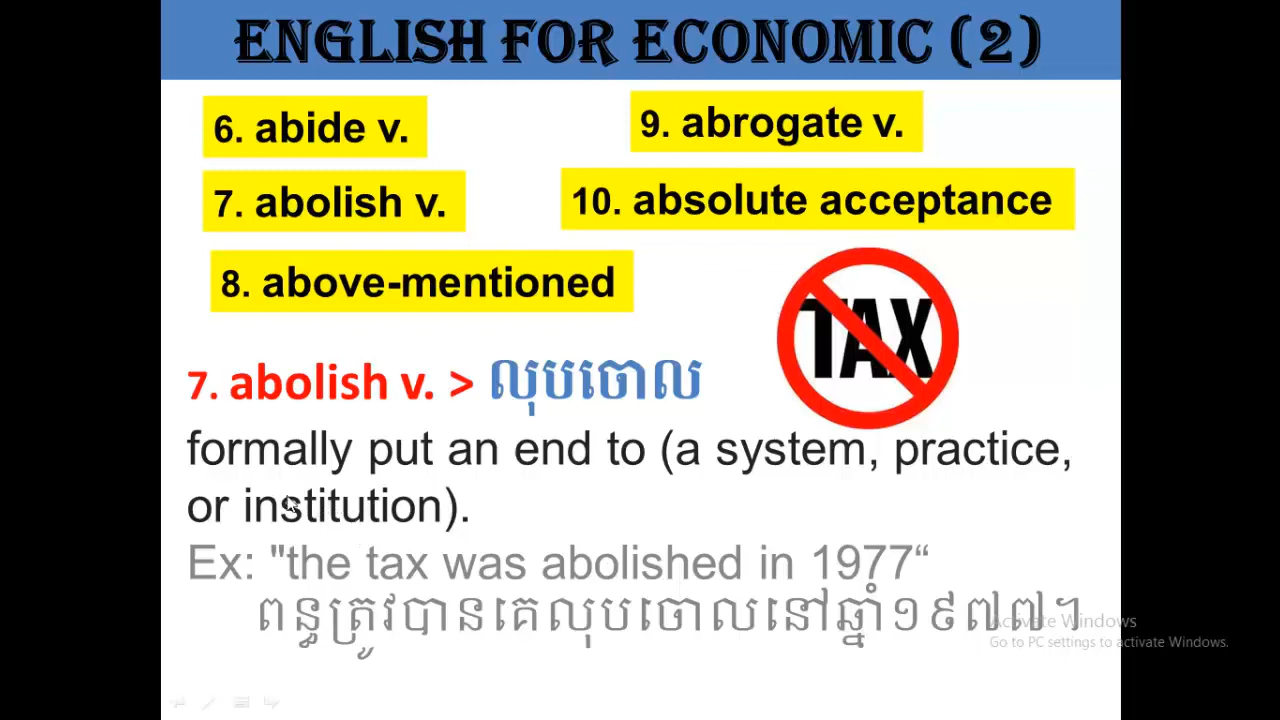 ENGLISH FOR ECONOMIC (2)
6. abide v.
7. abolish v.
8. above-mentioned
9. abrogate v.
10. absolute acceptance
TAX
7. abolish v. > លុបចោល
formally put an end to (a system, practice,
or institution).
Ex: "the tax was abolished in 1977“
ពន្ធត្រូវបានគេលុបចោលនៅឆ្នាំ១៩៧៧។
Activate Windows
Go to PC settings to activate Windows.